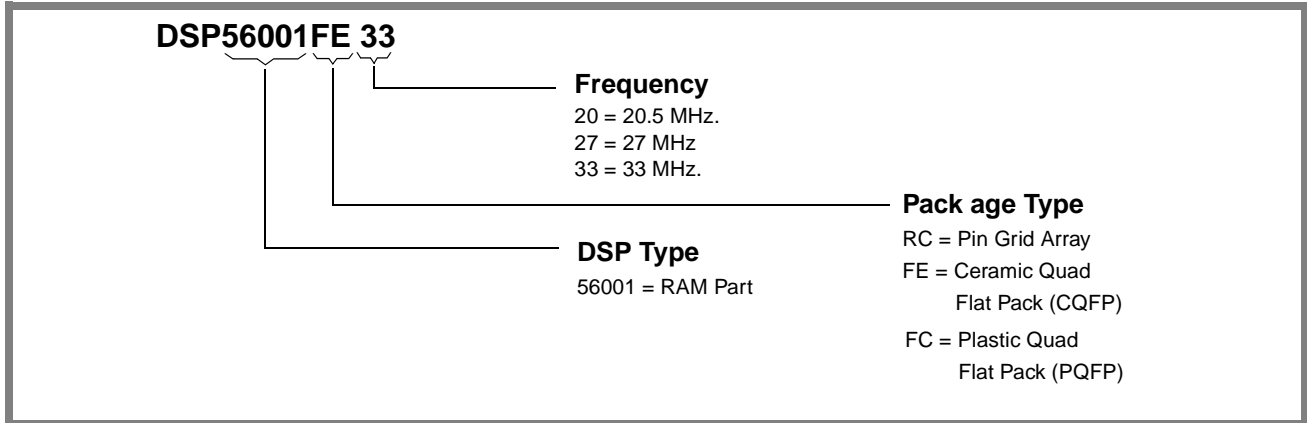 DSP56001FE 33
Frequency
20 = 20.5 MHz.
27 = 27 MHz
33 = 33 MHz.
Pack age Type
RC = Pin Grid Array
FE = Ceramic Quad
Flat Pack (CQFP)
FC = Plastic Quad
Flat Pack (PQFP)
DSP Type
56001 = RAM Part